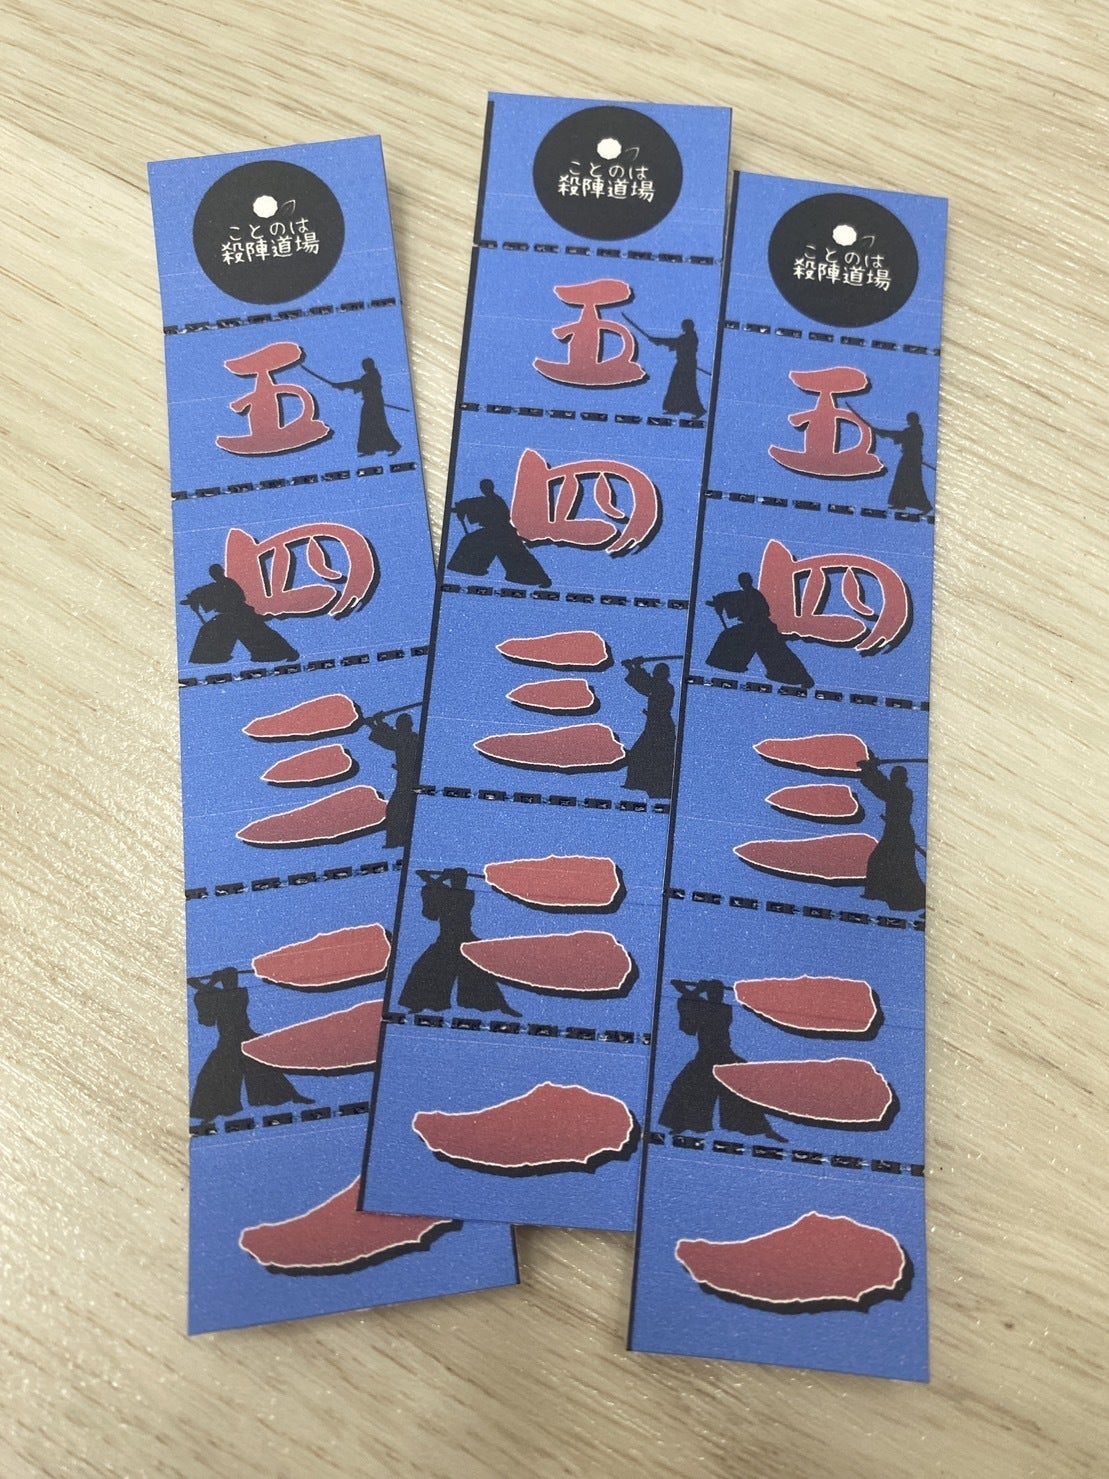 ことのは
殺陣道場
五
四
三
二
一
ことのは
殺陣道場
五
四
三
二
一
ことのは
殺陣道場
五
四
三
二
一